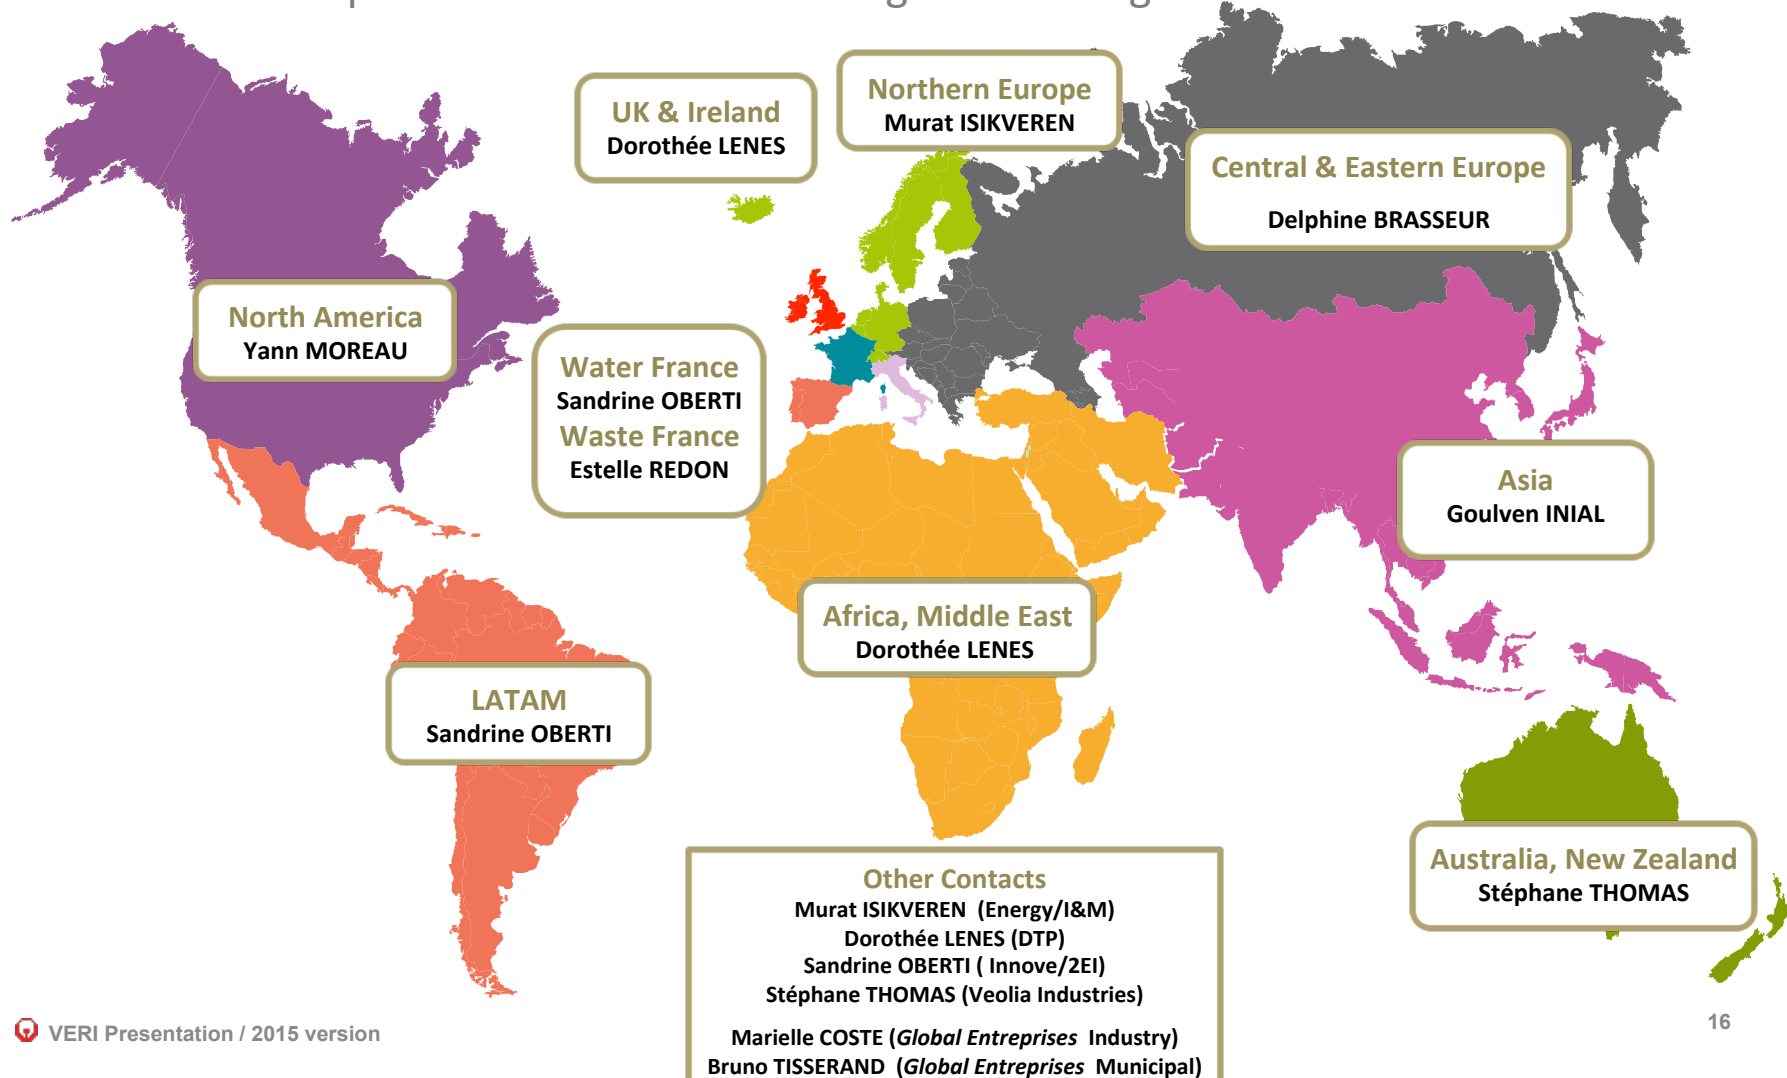 UK & Ireland
Dorothée LENES
Northern Europe
Murat ISIKVEREN
Central & Eastern Europe
Delphine BRASSEUR
North America
Yann MOREAU
Water France
Sandrine OBERTI
Waste France
Estelle REDON
Asia
Goulven INIAL
Africa, Middle East
Dorothée LENES
LATAM
Sandrine OBERTI
Australia, New Zealand
Stéphane THOMAS
Other Contacts
Murat ISIKVEREN (Energy/I&M)
Dorothée LENES (DTP)
Sandrine OBERTI ( Innove/2EI)
Stéphane THOMAS (Veolia Industries)
Marielle COSTE (Global Entreprises Industry)
Bruno TISSERAND (Global Entreprises Municipal)
VERI Presentation / 2015 version
16